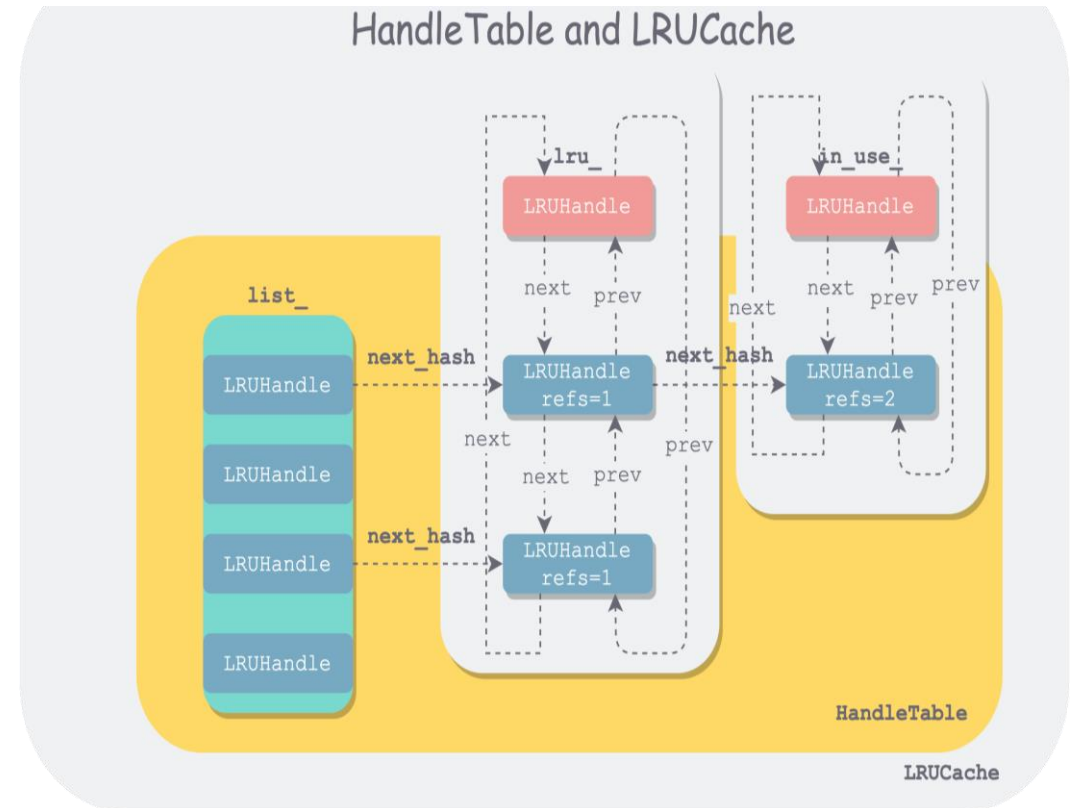 HandleTable and LRUCache
lru_
in_use_
LRUHandle
LRUHandle
next
prev
next
prev
prev
next
list_
LRUHandle
next_hash
LRUHandle
refs=1
next_hash
LRUHandle
refs=2
next
prev
LRUHandle
next
prev
LRUHandle
next_hash
LRUHandle
refs=1
LRUHandle
HandleTable
LRUCache